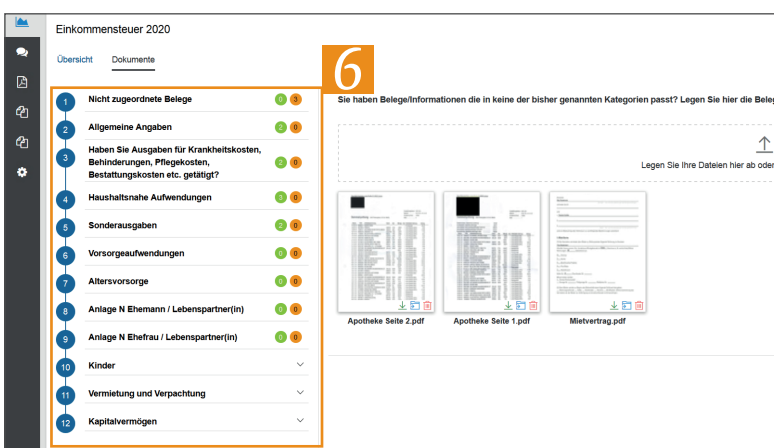 Einkommensteuer 2020
Übersicht Dokumente
6
1 Nicht zugeordnete Belege 0 3
2 Allgemeine Angaben 2 0
3 Haben Sie Ausgaben für Krankheitskosten,
Behinderungen, Pflegekosten,
Bestattungskosten etc. getätigt? 2 0
4 Haushaltsnahe Aufwendungen 3 0
5 Sonderausgaben 2 0
6 Vorsorgeaufwendungen 0 0
7 Altersvorsorge 0 0
8 Anlage N Ehemann / Lebenspartner(in) 0 0
9 Anlage N Ehefrau / Lebenspartner(in) 0 0
10 Kinder
11 Vermietung und Verpachtung
12 Kapitalvermögen
Sie haben Belege/Informationen die in keine der bisher genannten Kategorien passt? Legen Sie hier die Beleg
Legen Sie Ihre Dateien hier ab oder
Apotheke Seite 2.pdf Apotheke Seite 1.pdf Mietvertrag.pdf